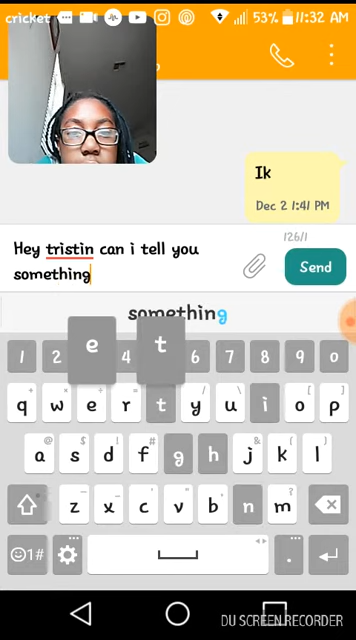 cricket 53% 11:32 AM
Ik
Dec 2 1:41 PM
126/1
Hey tristin can i tell you
something
Send
something
e t
1 2 4 6 7 8 9 0
q w e r t y u i o p
a s d f g h j k l
z x c v b n m
1# .
DU SCREEN RECORDER